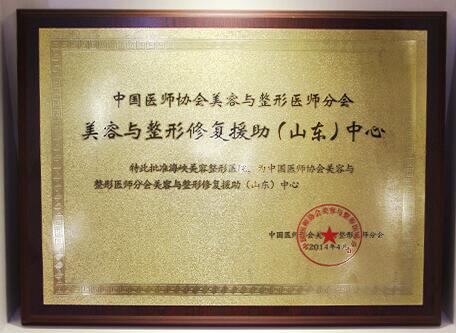 中国医师协会美容与整形医师分会
美容与整形修复援助（山东）中心
特此批准海峡美容整形医院，为中国医师协会美容与
整形医师分会美容与整形修复援助（山东）中心
中国医师协会美容与整形医师分会
2014年4月